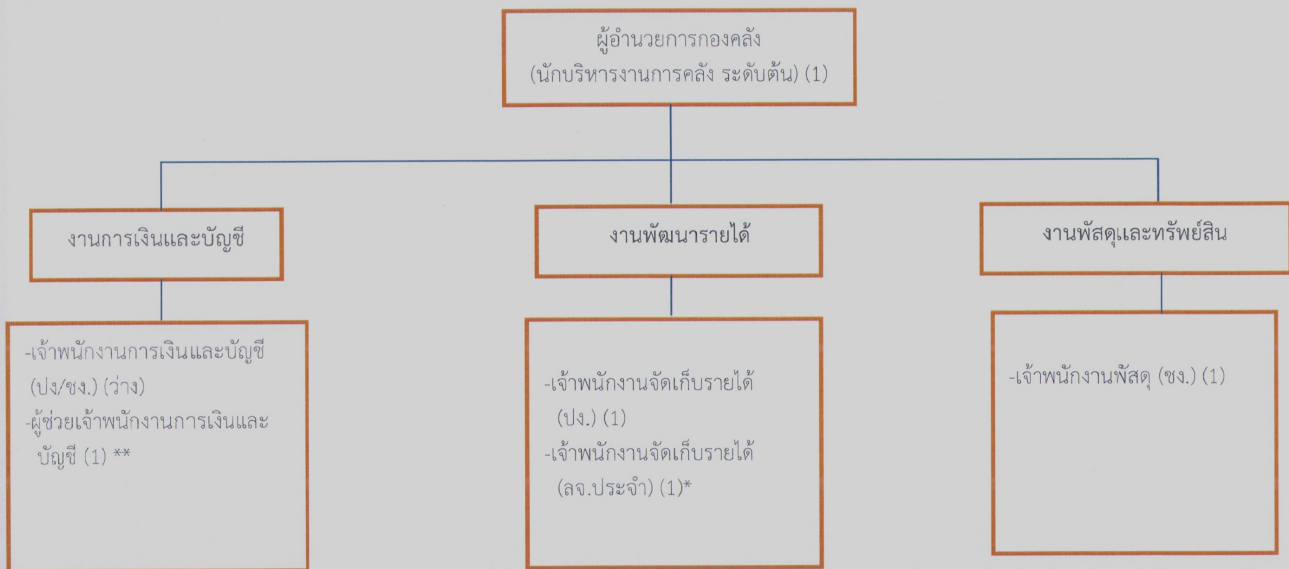 ผู้อำนวยการกองคลัง
(นักบริหารงานการคลัง ระดับต้น) (1)
งานการเงินและบัญชี
งานพัฒนารายได้
งานพัสดุและทรัพย์สิน
-เจ้าพนักงานการเงินและบัญชี
(ปง/ชง.) (ว่าง)
-ผู้ช่วยเจ้าพนักงานการเงินและ
บัญชี (1) **
-เจ้าพนักงานจัดเก็บรายได้
(ปง.) (1)
-เจ้าพนักงานจัดเก็บรายได้
(ลจ.ประจำ) (1)*
-เจ้าพนักงานพัสดุ (ชง.) (1)